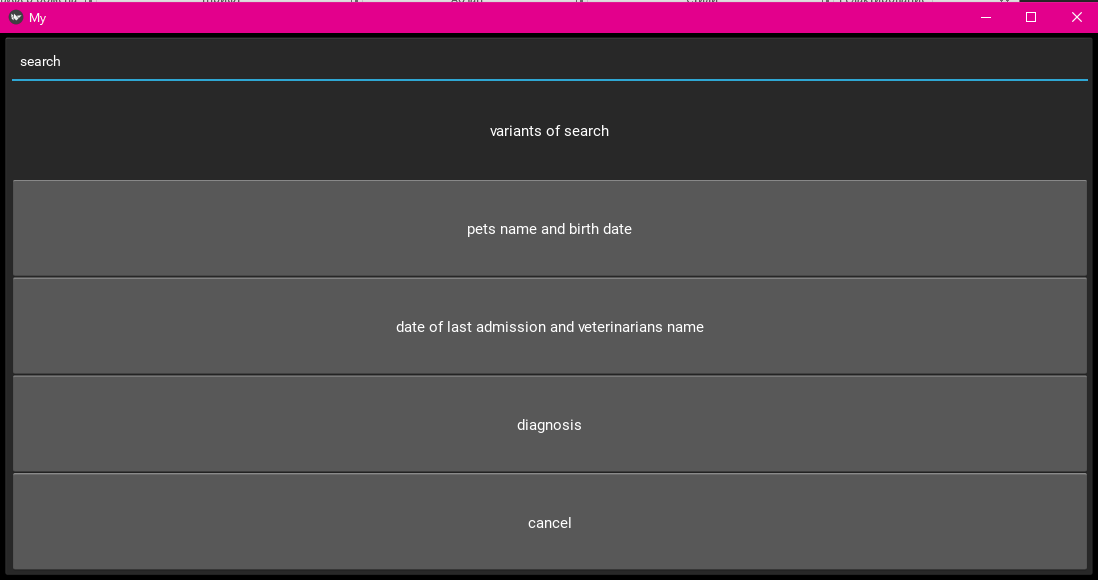 My
search
variants of search
pets name and birth date
date of last admission and veterinarians name
diagnosis
cancel